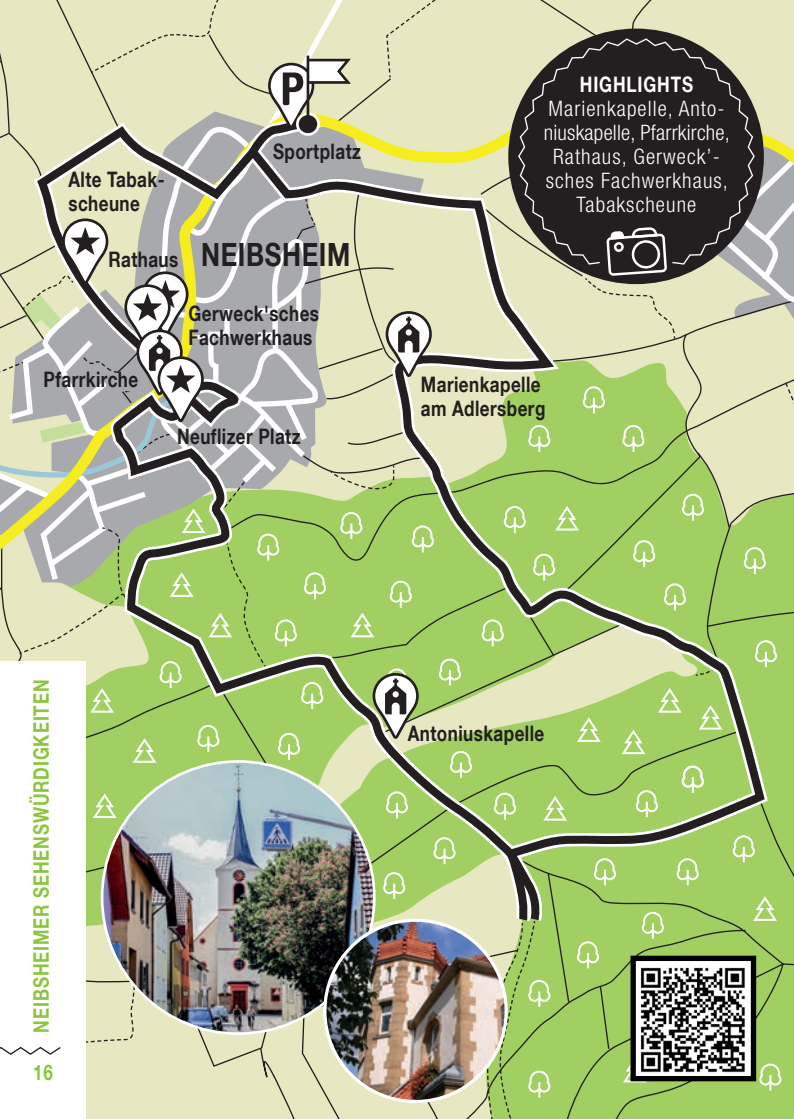 HIGHLIGHTS
Marienkapelle, Anto-
niuskapelle, Pfarrkirche,
Rathaus, Gerweck'-
sches Fachwerkhaus,
Tabakscheune
P
Sportplatz
Alte Tabak-
scheune
Rathaus
NEIBSHEIM
Gerweck'sches
Fachwerkhaus
Pfarrkirche
Neuflizer Platz
Marienkapelle
am Adlersberg
Antoniuskapelle
NEIBSHEIMER SEHENSWÜRDIGKEITEN
16